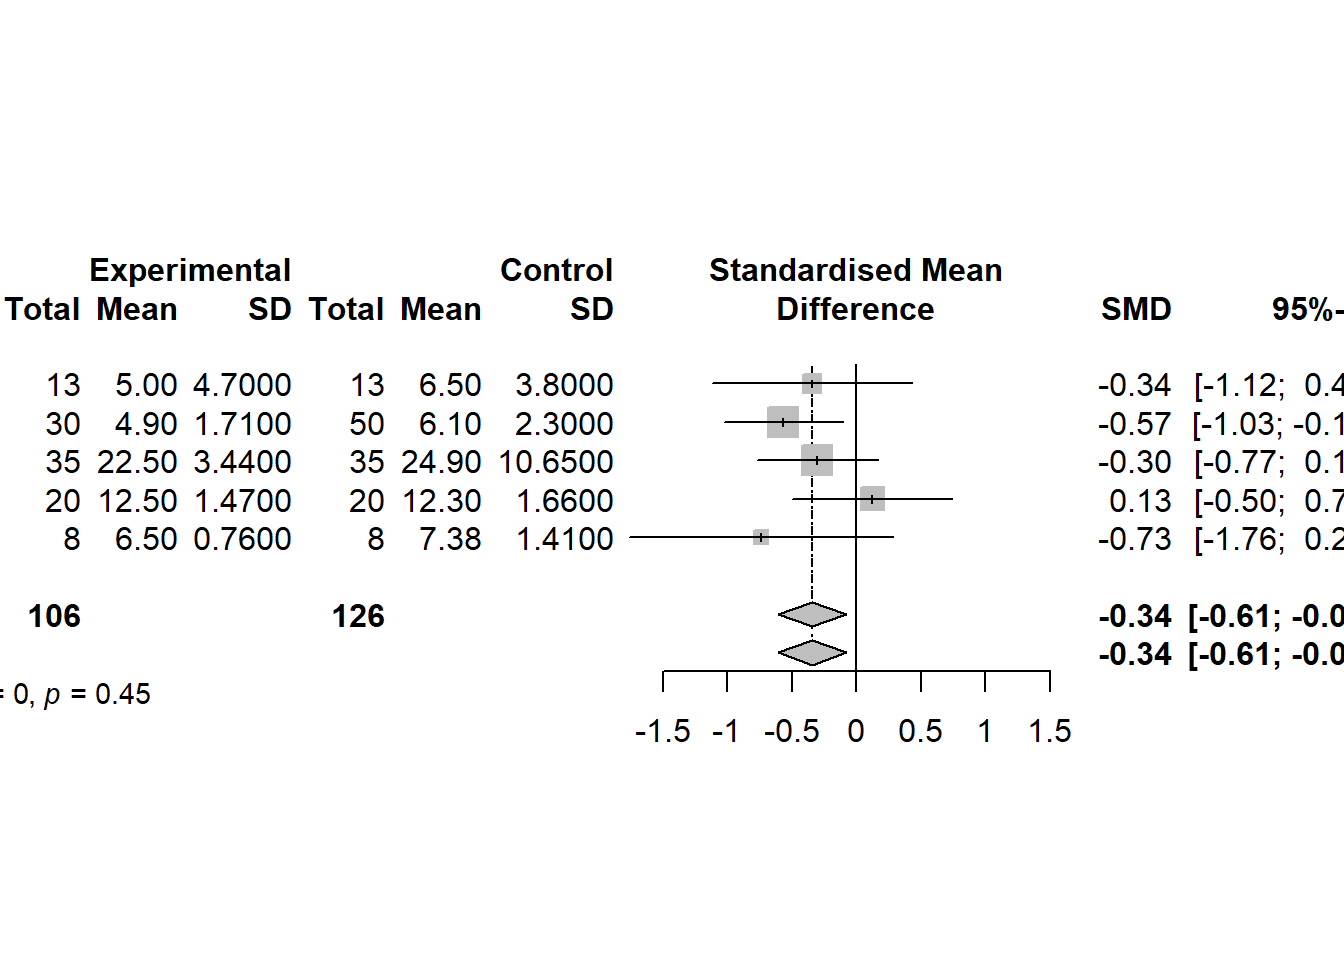 Experimental Control Standardised Mean
Total Mean SD Total Mean SD Difference SMD 95%-
13 5.00 4.7000 13 6.50 3.8000 -0.34 [-1.12; 0.4
30 4.90 1.7100 50 6.10 2.3000 -0.57 [-1.03; -0.1
35 22.50 3.4400 35 24.90 10.6500 -0.30 [-0.77; 0.1
20 12.50 1.4700 20 12.30 1.6600 0.13 [-0.50; 0.7
8 6.50 0.7600 8 7.38 1.4100 -0.73 [-1.76; 0.2
106 126 -0.34 [-0.61; -0.0
-0.34 [-0.61; -0.0
= 0, p = 0.45
-1.5 -1 -0.5 0 0.5 1 1.5